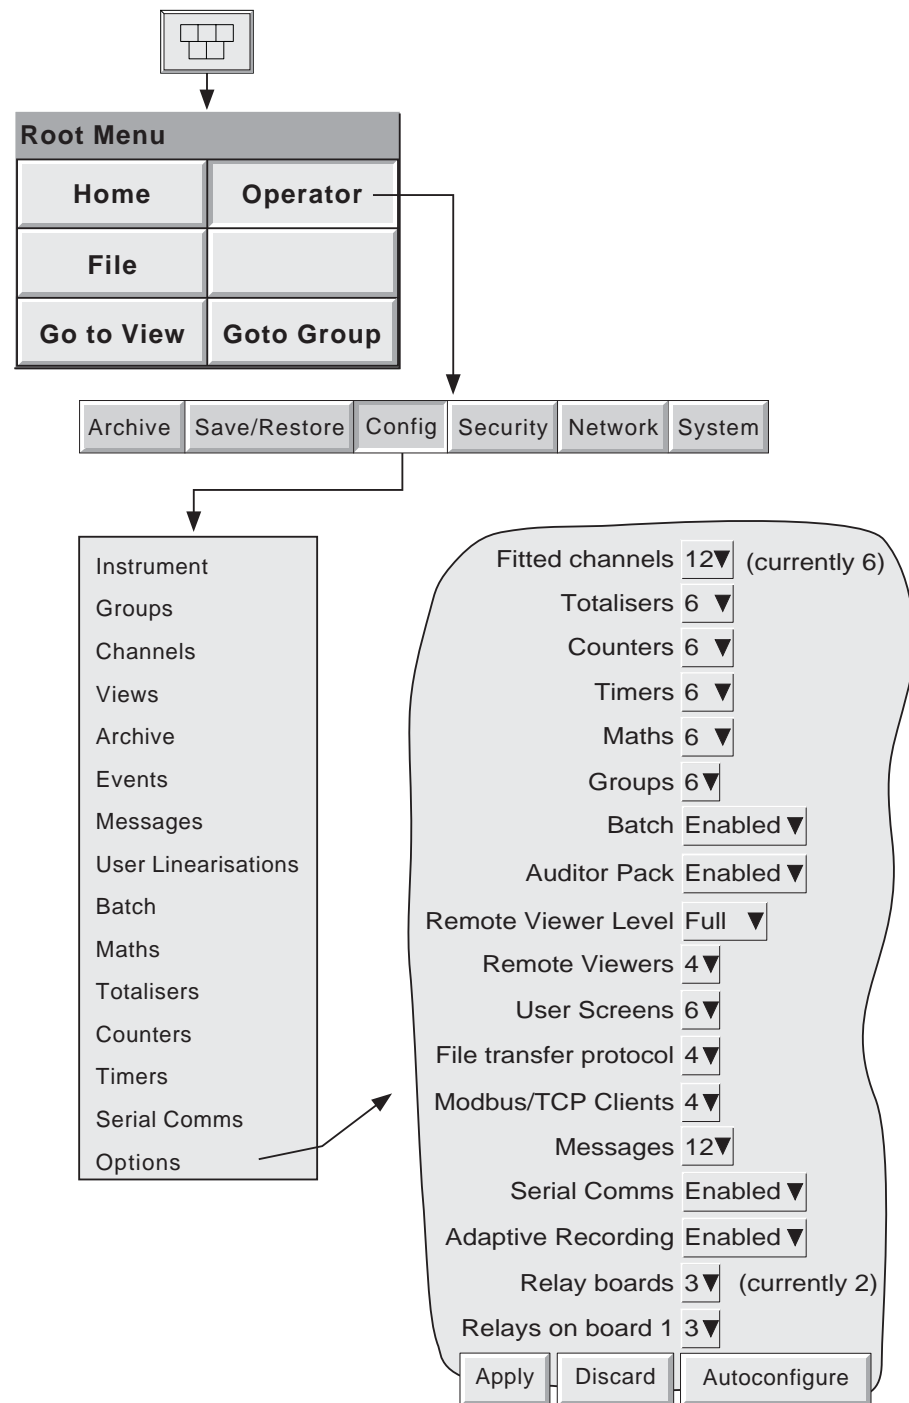 Root Menu
Home Operator
File
Go to View Goto Group
Archive Save/Restore Config Security Network System
Instrument
Groups
Channels
Views
Archive
Events
Messages
User Linearisations
Batch
Maths
Totalisers
Counters
Timers
Serial Comms
Options
Fitted channels 12▼ (currently 6)
Totalisers 6 ▼
Counters 6 ▼
Timers 6 ▼
Maths 6 ▼
Groups 6▼
Batch Enabled ▼
Auditor Pack Enabled ▼
Remote Viewer Level Full ▼
Remote Viewers 4▼
User Screens 6▼
File transfer protocol 4▼
Modbus/TCP Clients 4▼
Messages 12▼
Serial Comms Enabled ▼
Adaptive Recording Enabled ▼
Relay boards 3▼ (currently 2)
Relays on board 1 3▼
Apply Discard Autoconfigure